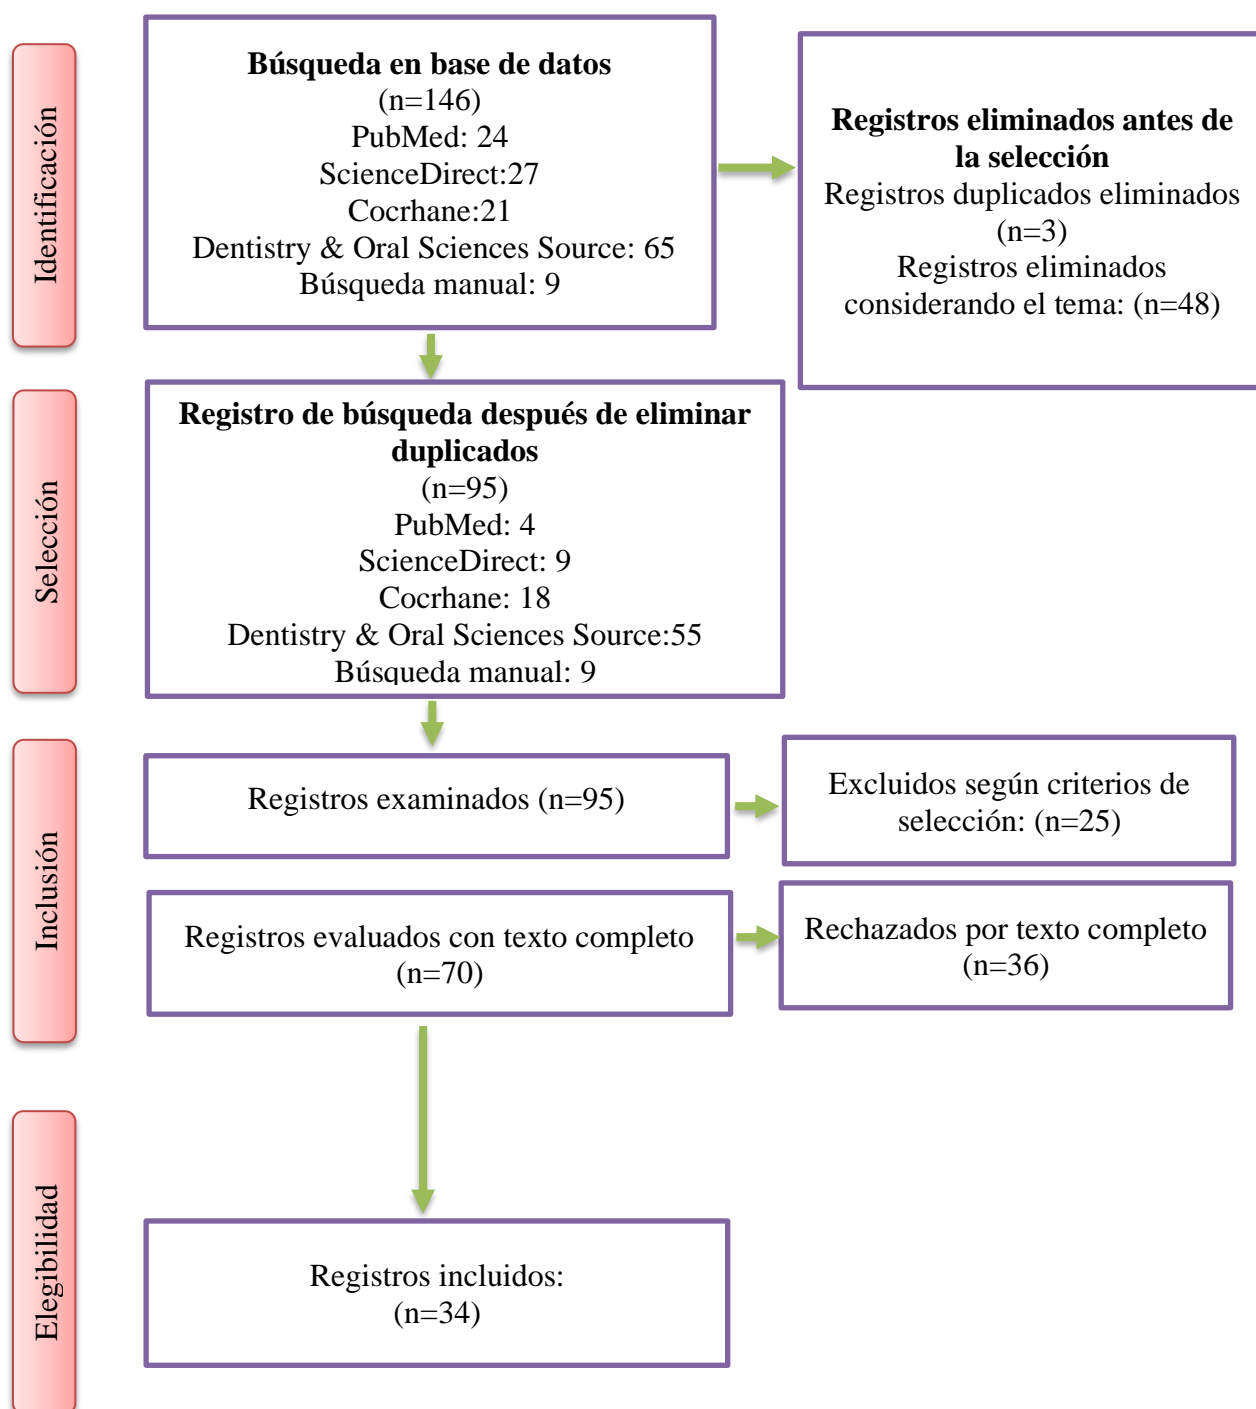 Identificación
Búsqueda en base de datos
(n=146)
PubMed: 24
ScienceDirect:27
Cocrhane:21
Dentistry & Oral Sciences Source: 65
Búsqueda manual: 9
Registros eliminados antes de
la selección
Registros duplicados eliminados
(n=3)
Registros eliminados
considerando el tema: (n=48)
Selección
Registro de búsqueda después de eliminar
duplicados
(n=95)
PubMed: 4
ScienceDirect: 9
Cocrhane: 18
Dentistry & Oral Sciences Source:55
Búsqueda manual: 9
Inclusión
Registros examinados (n=95)
Excluidos según criterios de
selección: (n=25)
Registros evaluados con texto completo
(n=70)
Rechazados por texto completo
(n=36)
Elegibilidad
Registros incluidos:
(n=34)